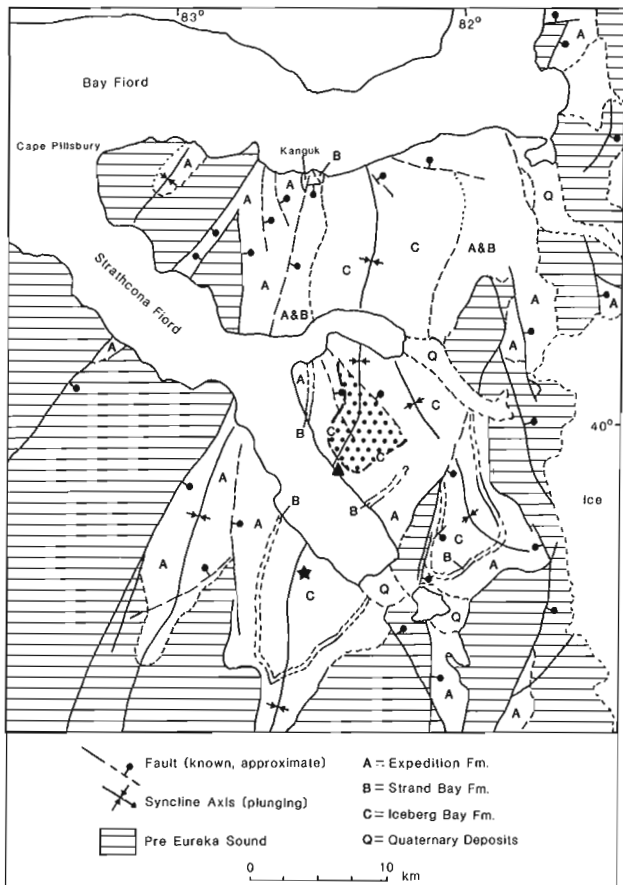 83° 82°
A
Bay Fiord
Cape Pillsbury
Kanguk B
A
A A
Q
C
C A&B
A
A A&B A
Strathcona Fiord
Q
A
A
C
C
40°
B C
?
A B
B
A
Ice
A C
A B
C A
Q
Q
A A
Fault (known, approximate) A = Expedition Fm.
B = Strand Bay Fm.
Syncline Axis (plunging)
C = Iceberg Bay Fm.
Pre Eureka Sound Q = Quaternary Deposits
0 10
km